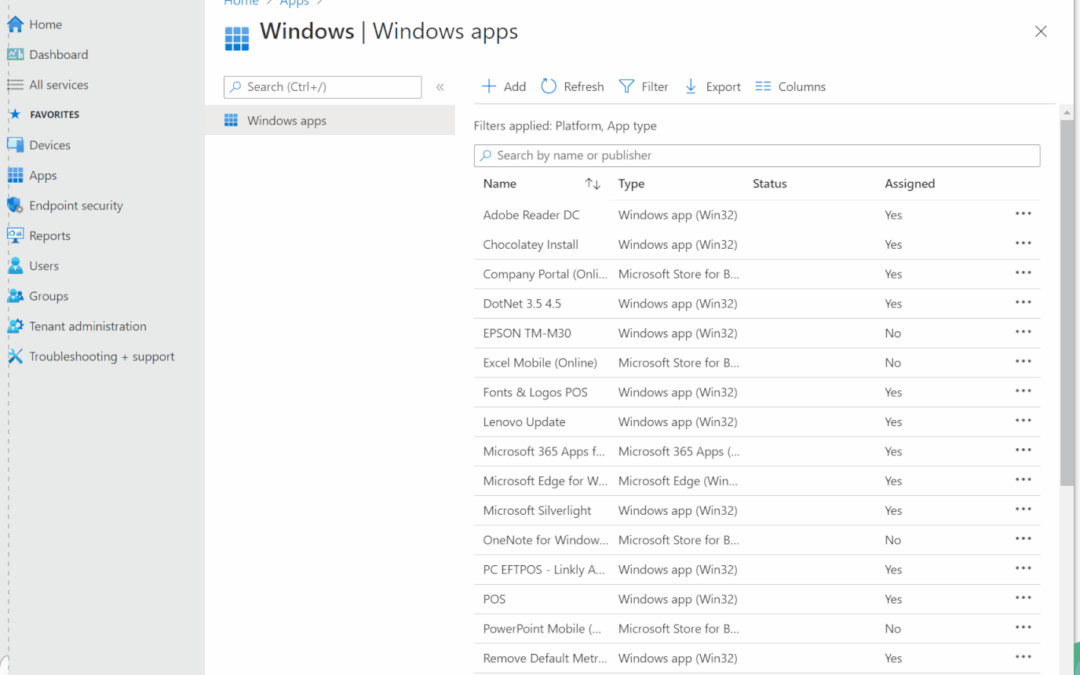 Home > Apps >
Windows | Windows apps
Home
Dashboard
All services
FAVORITES
Devices
Apps
Endpoint security
Reports
Users
Groups
Tenant administration
Troubleshooting + support
Search (Ctrl+/) «
Windows apps
Add Refresh Filter Export Columns
Filters applied: Platform, App type
Search by name or publisher
Name Type Status Assigned
Adobe Reader DC Windows app (Win32) Yes
Chocolatey Install Windows app (Win32) Yes
Company Portal (Onli... Microsoft Store for B... Yes
DotNet 3.5 4.5 Windows app (Win32) Yes
EPSON TM-M30 Windows app (Win32) No
Excel Mobile (Online) Microsoft Store for B... No
Fonts & Logos POS Windows app (Win32) Yes
Lenovo Update Windows app (Win32) Yes
Microsoft 365 Apps f... Microsoft 365 Apps (... Yes
Microsoft Edge for W... Microsoft Edge (Win... Yes
Microsoft Silverlight Windows app (Win32) Yes
OneNote for Window... Microsoft Store for B... No
PC EFTPOS - Linkly A... Windows app (Win32) Yes
POS Windows app (Win32) Yes
PowerPoint Mobile (... Microsoft Store for B... No
Remove Default Metr... Windows app (Win32) Yes